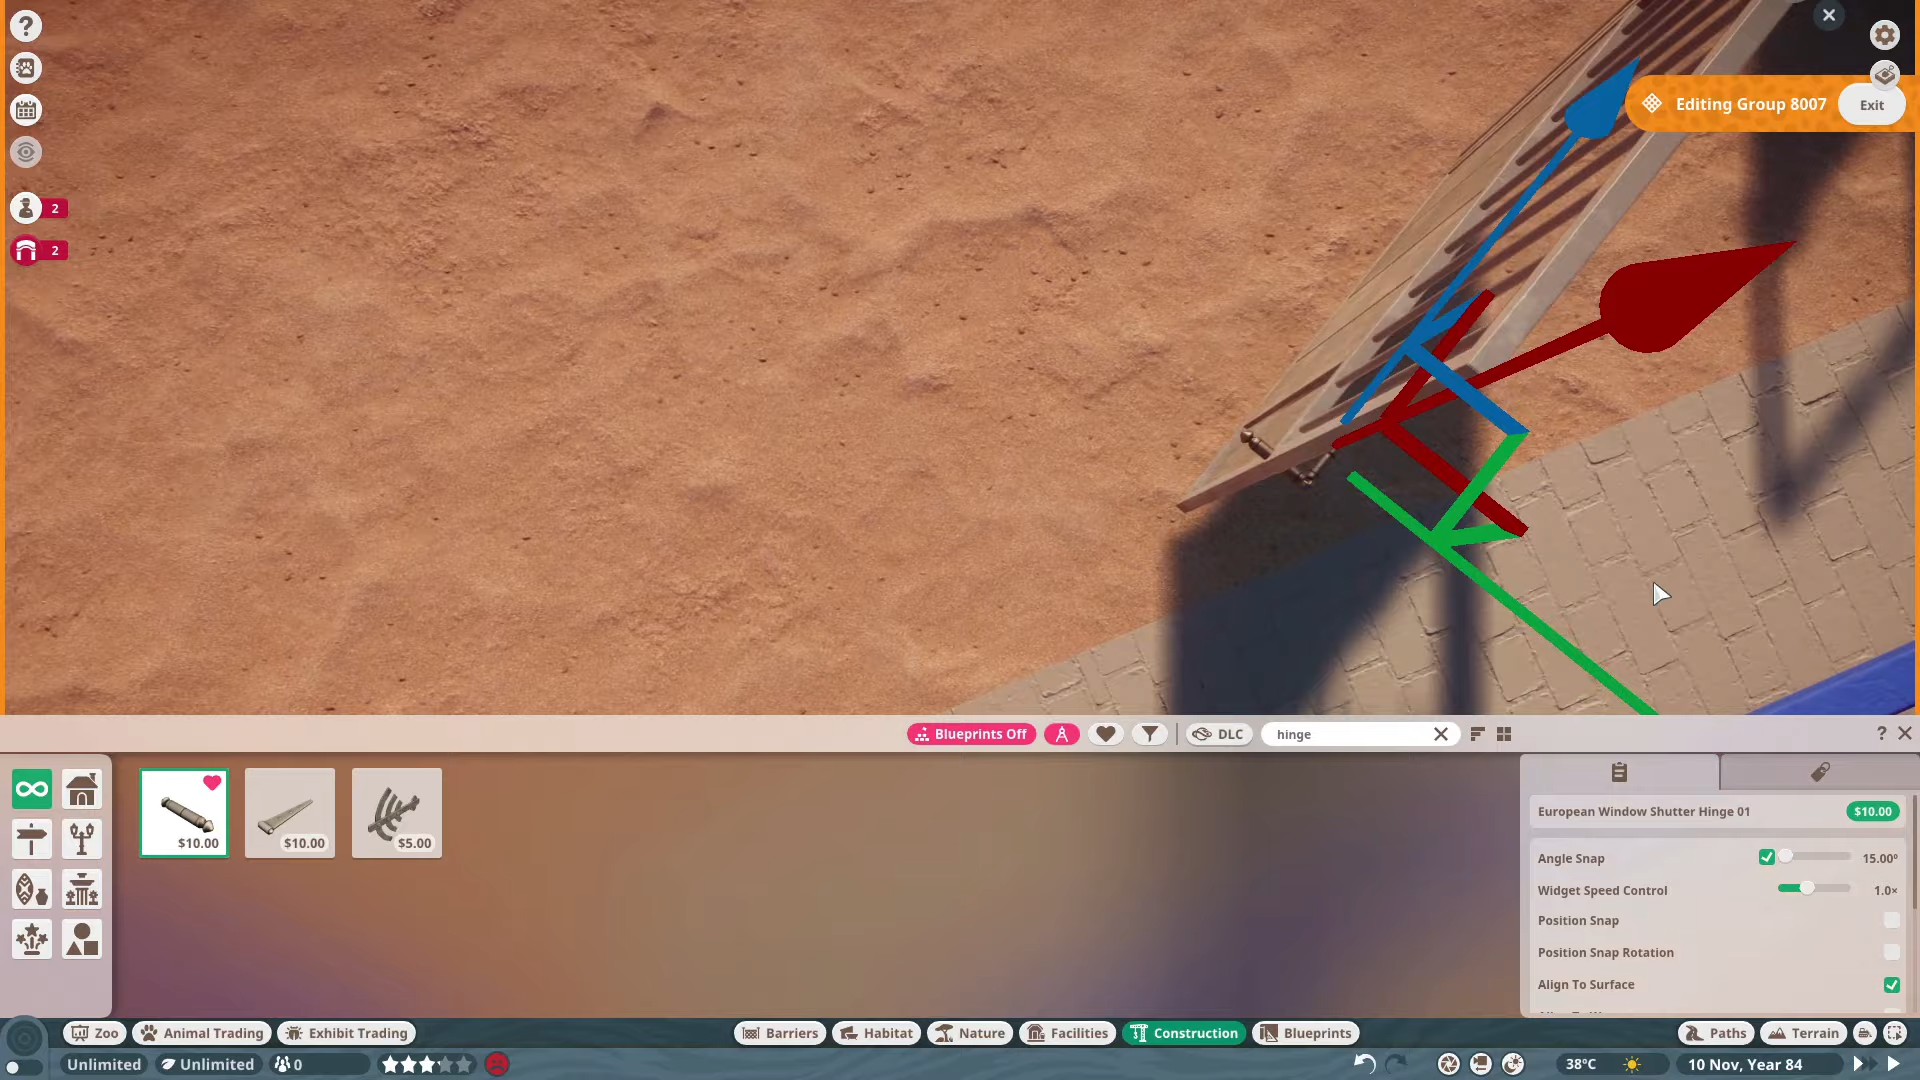 Editing Group 8007
Exit
2
2
Blueprints Off
DLC
hinge
?
$10.00
$10.00
$5.00
European Window Shutter Hinge 01
$10.00
Angle Snap
15.00°
Widget Speed Control
1.0×
Position Snap
Position Snap Rotation
Align To Surface
Zoo
Animal Trading
Exhibit Trading
Barriers
Habitat
Nature
Facilities
Construction
Blueprints
Paths
Terrain
Unlimited
Unlimited
0
38°C
10 Nov, Year 84